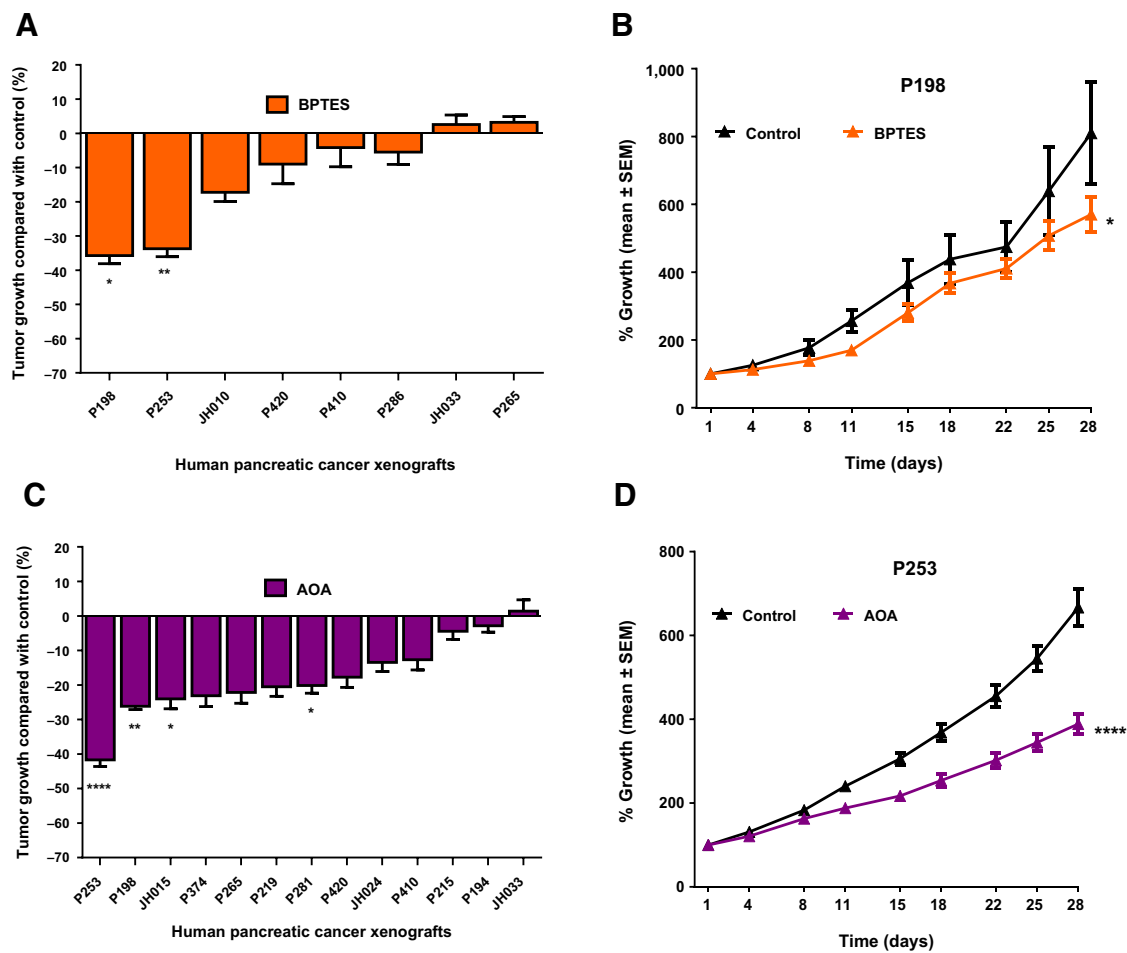 A
Tumor growth compared with control (%)
20
10
0
–10
–20
–30
–40
–50
–60
–70
BPTES
*
**
P198
P253
JH010
P420
P410
P286
JH033
P265
Human pancreatic cancer xenografts
B
% Growth (mean ± SEM)
1,000
800
600
400
200
0
P198
Control
BPTES
*
1
4
8
11
15
18
22
25
28
Time (days)
C
Tumor growth compared with control (%)
20
10
0
–10
–20
–30
–40
–50
–60
–70
AOA
****
**
*
*
P253
P198
JH015
P374
P265
P219
P281
P420
JH024
P410
P215
P194
JH033
Human pancreatic cancer xenografts
D
% Growth (mean ± SEM)
800
600
400
200
0
P253
Control
AOA
****
1
4
8
11
15
18
22
25
28
Time (days)